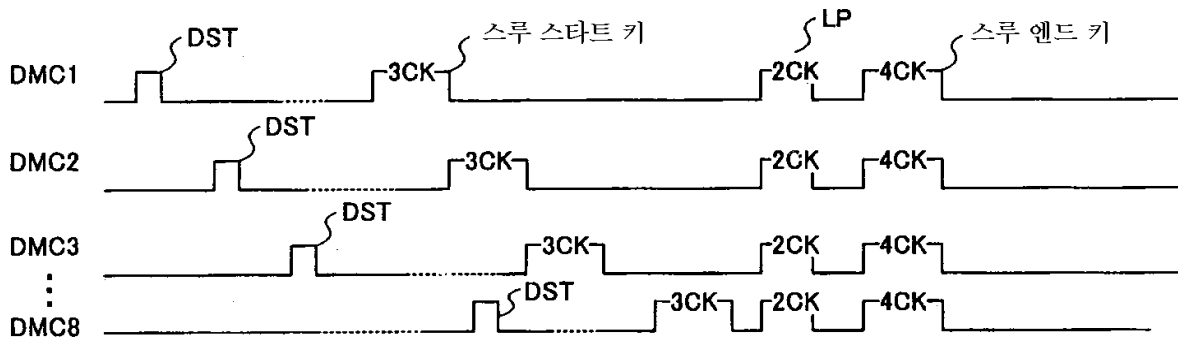 DST 스루 스타트 키 LP 스루 엔드 키
DMC1 3CK 2CK 4CK
DST
DMC2 3CK 2CK 4CK
DST
DMC3 3CK 2CK 4CK
DST
DMC8 3CK 2CK 4CK